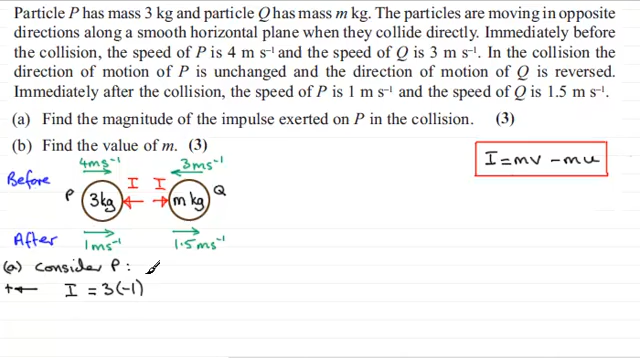 Particle P has mass 3 kg and particle Q has mass m kg. The particles are moving in opposite
directions along a smooth horizontal plane when they collide directly. Immediately before
the collision, the speed of P is 4 m s⁻¹ and the speed of Q is 3 m s⁻¹. In the collision the
direction of motion of P is unchanged and the direction of motion of Q is reversed.
Immediately after the collision, the speed of P is 1 m s⁻¹ and the speed of Q is 1.5 m s⁻¹.
(a) Find the magnitude of the impulse exerted on P in the collision. (3)
(b) Find the value of m. (3)
I = mv - mu
4ms⁻¹ 3ms⁻¹
Before I I
P 3kg m kg Q
After 1ms⁻¹ 1.5ms⁻¹
(a) Consider P:
+← I = 3(-1)